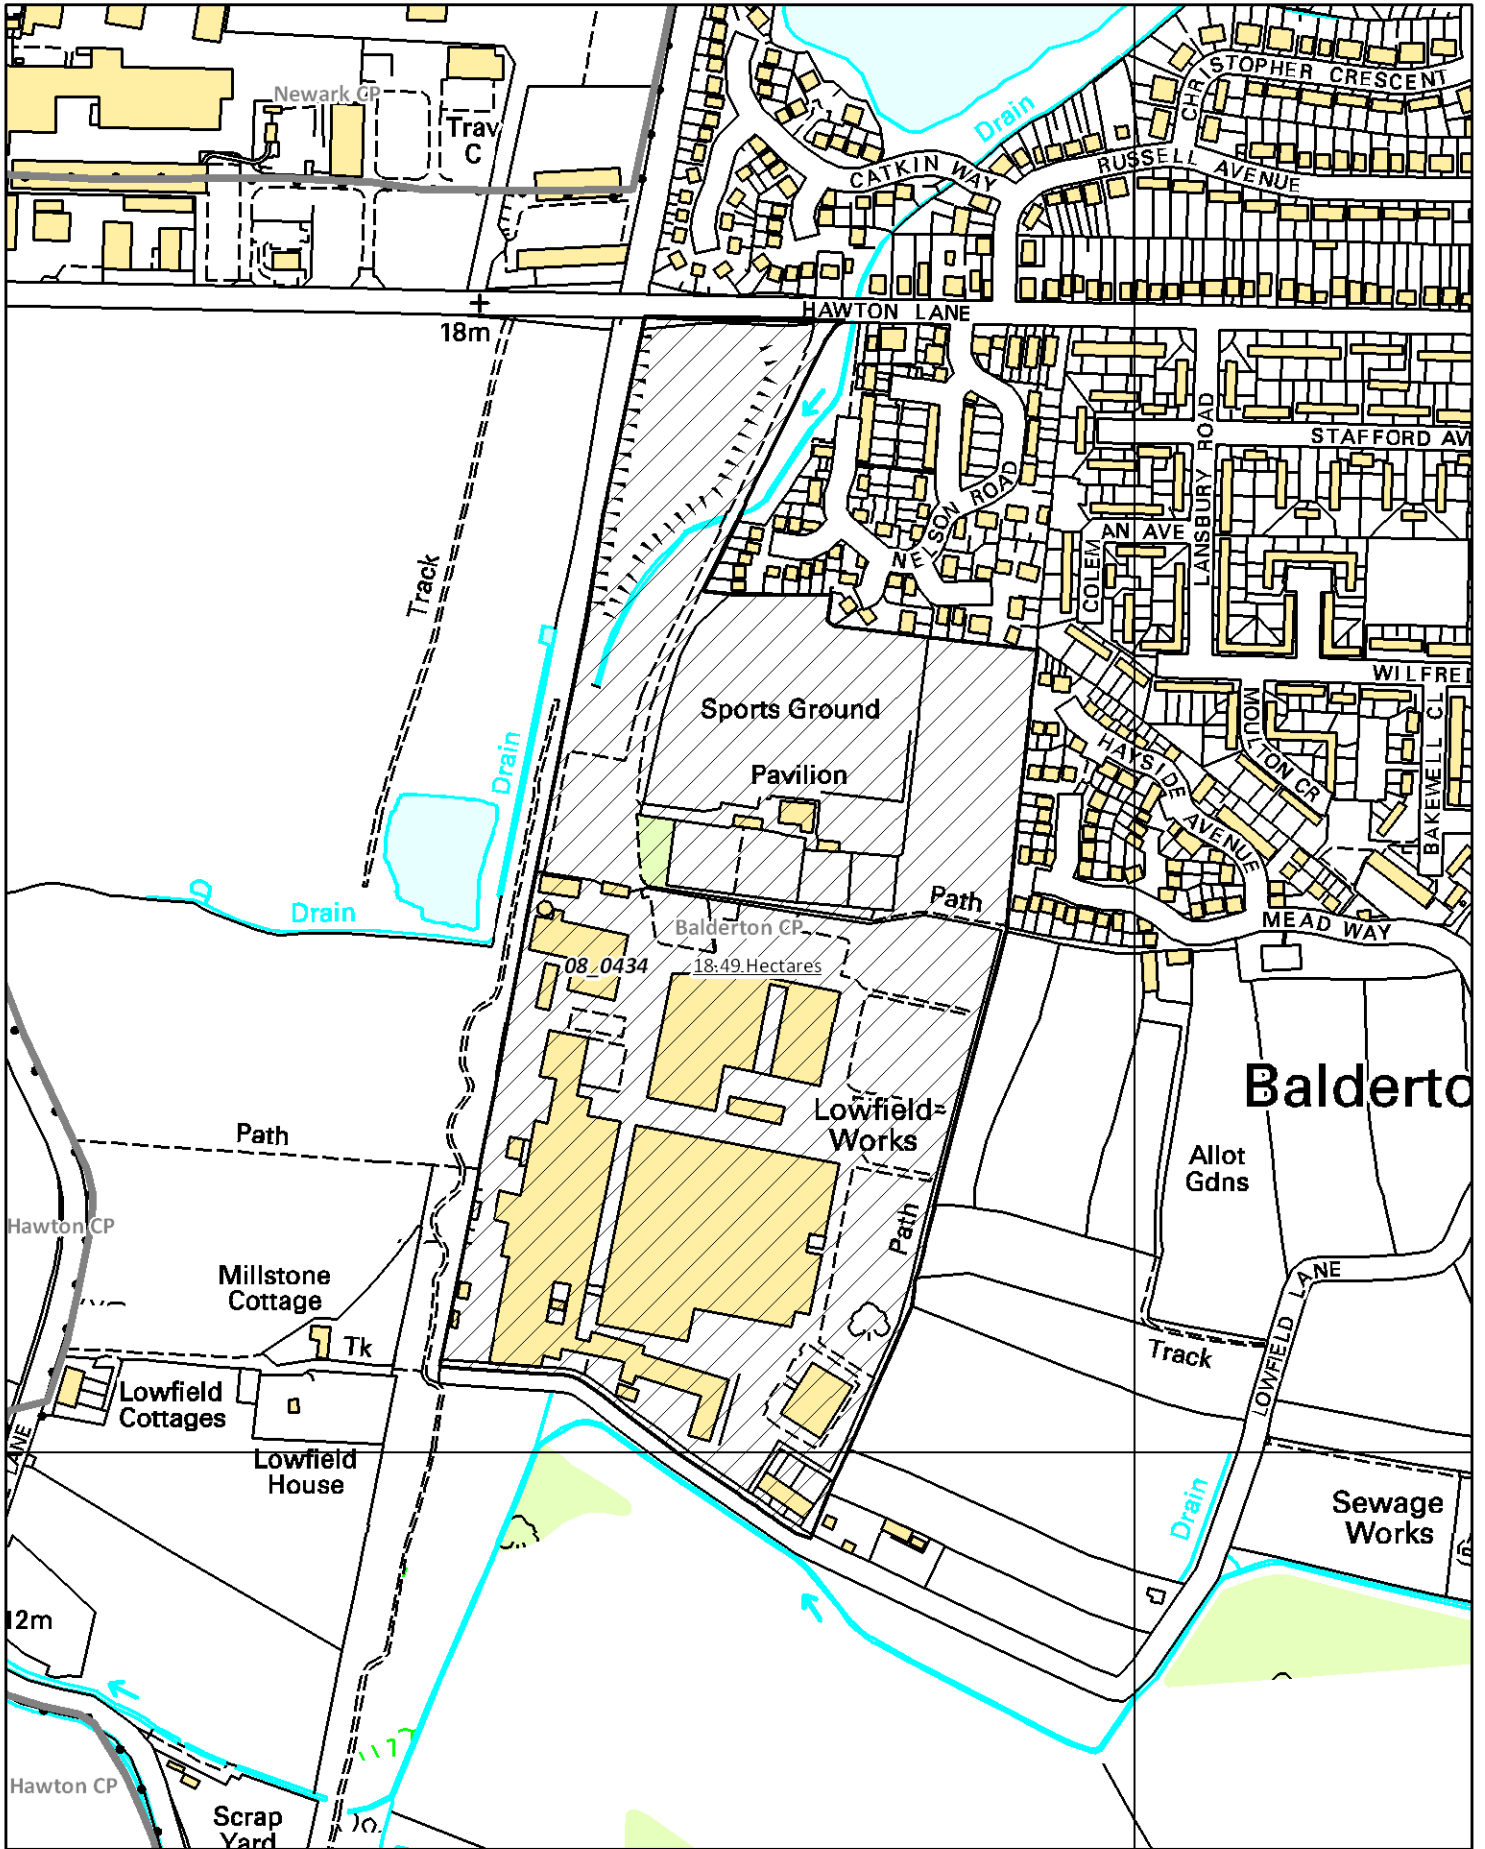 Newark CP
Trav
C
CHRISTOPHER CRESCENT
Drain
RUSSELL AVENUE
CATKIN WAY
HAWTON LANE
18m
LANSBURY ROAD
STAFFORD AV
NELSON ROAD
AN AVE
COLEM
Track
WILFRED
MOULTON CR
BAKEWELL CL
Sports Ground
HAYSIDE AVENUE
Drain
Pavilion
Drain
Path
MEAD WAY
Balderton CP
08_0434
18.49 Hectares
Balderto
Lowfield
Works
Path
Allot
Gdns
Hawton CP
Path
Millstone
Cottage
LOWFIELD LANE
Tk
Track
Lowfield
Cottages
ANE
Lowfield
House
Drain
Sewage
Works
12m
Hawton CP
Scrap
Yard